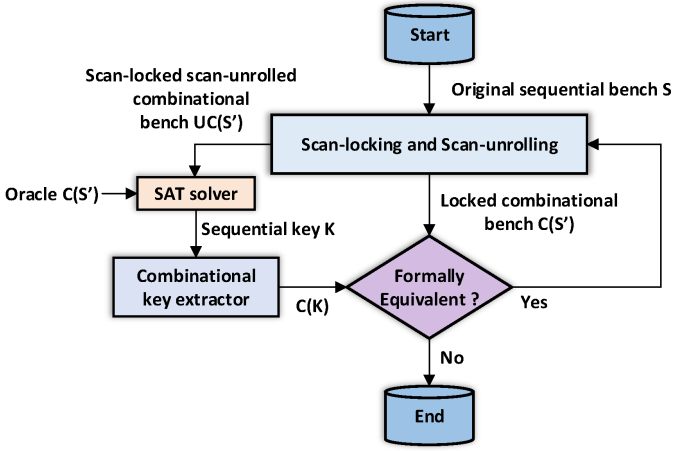 Start
Original sequential bench S
Scan-locked scan-unrolled
combinational
bench UC(S’)
Scan-locking and Scan-unrolling
Oracle C(S’)
SAT solver
Locked combinational
bench C(S’)
Sequential key K
Combinational
key extractor
C(K)
Formally
Equivalent ?
Yes
No
End